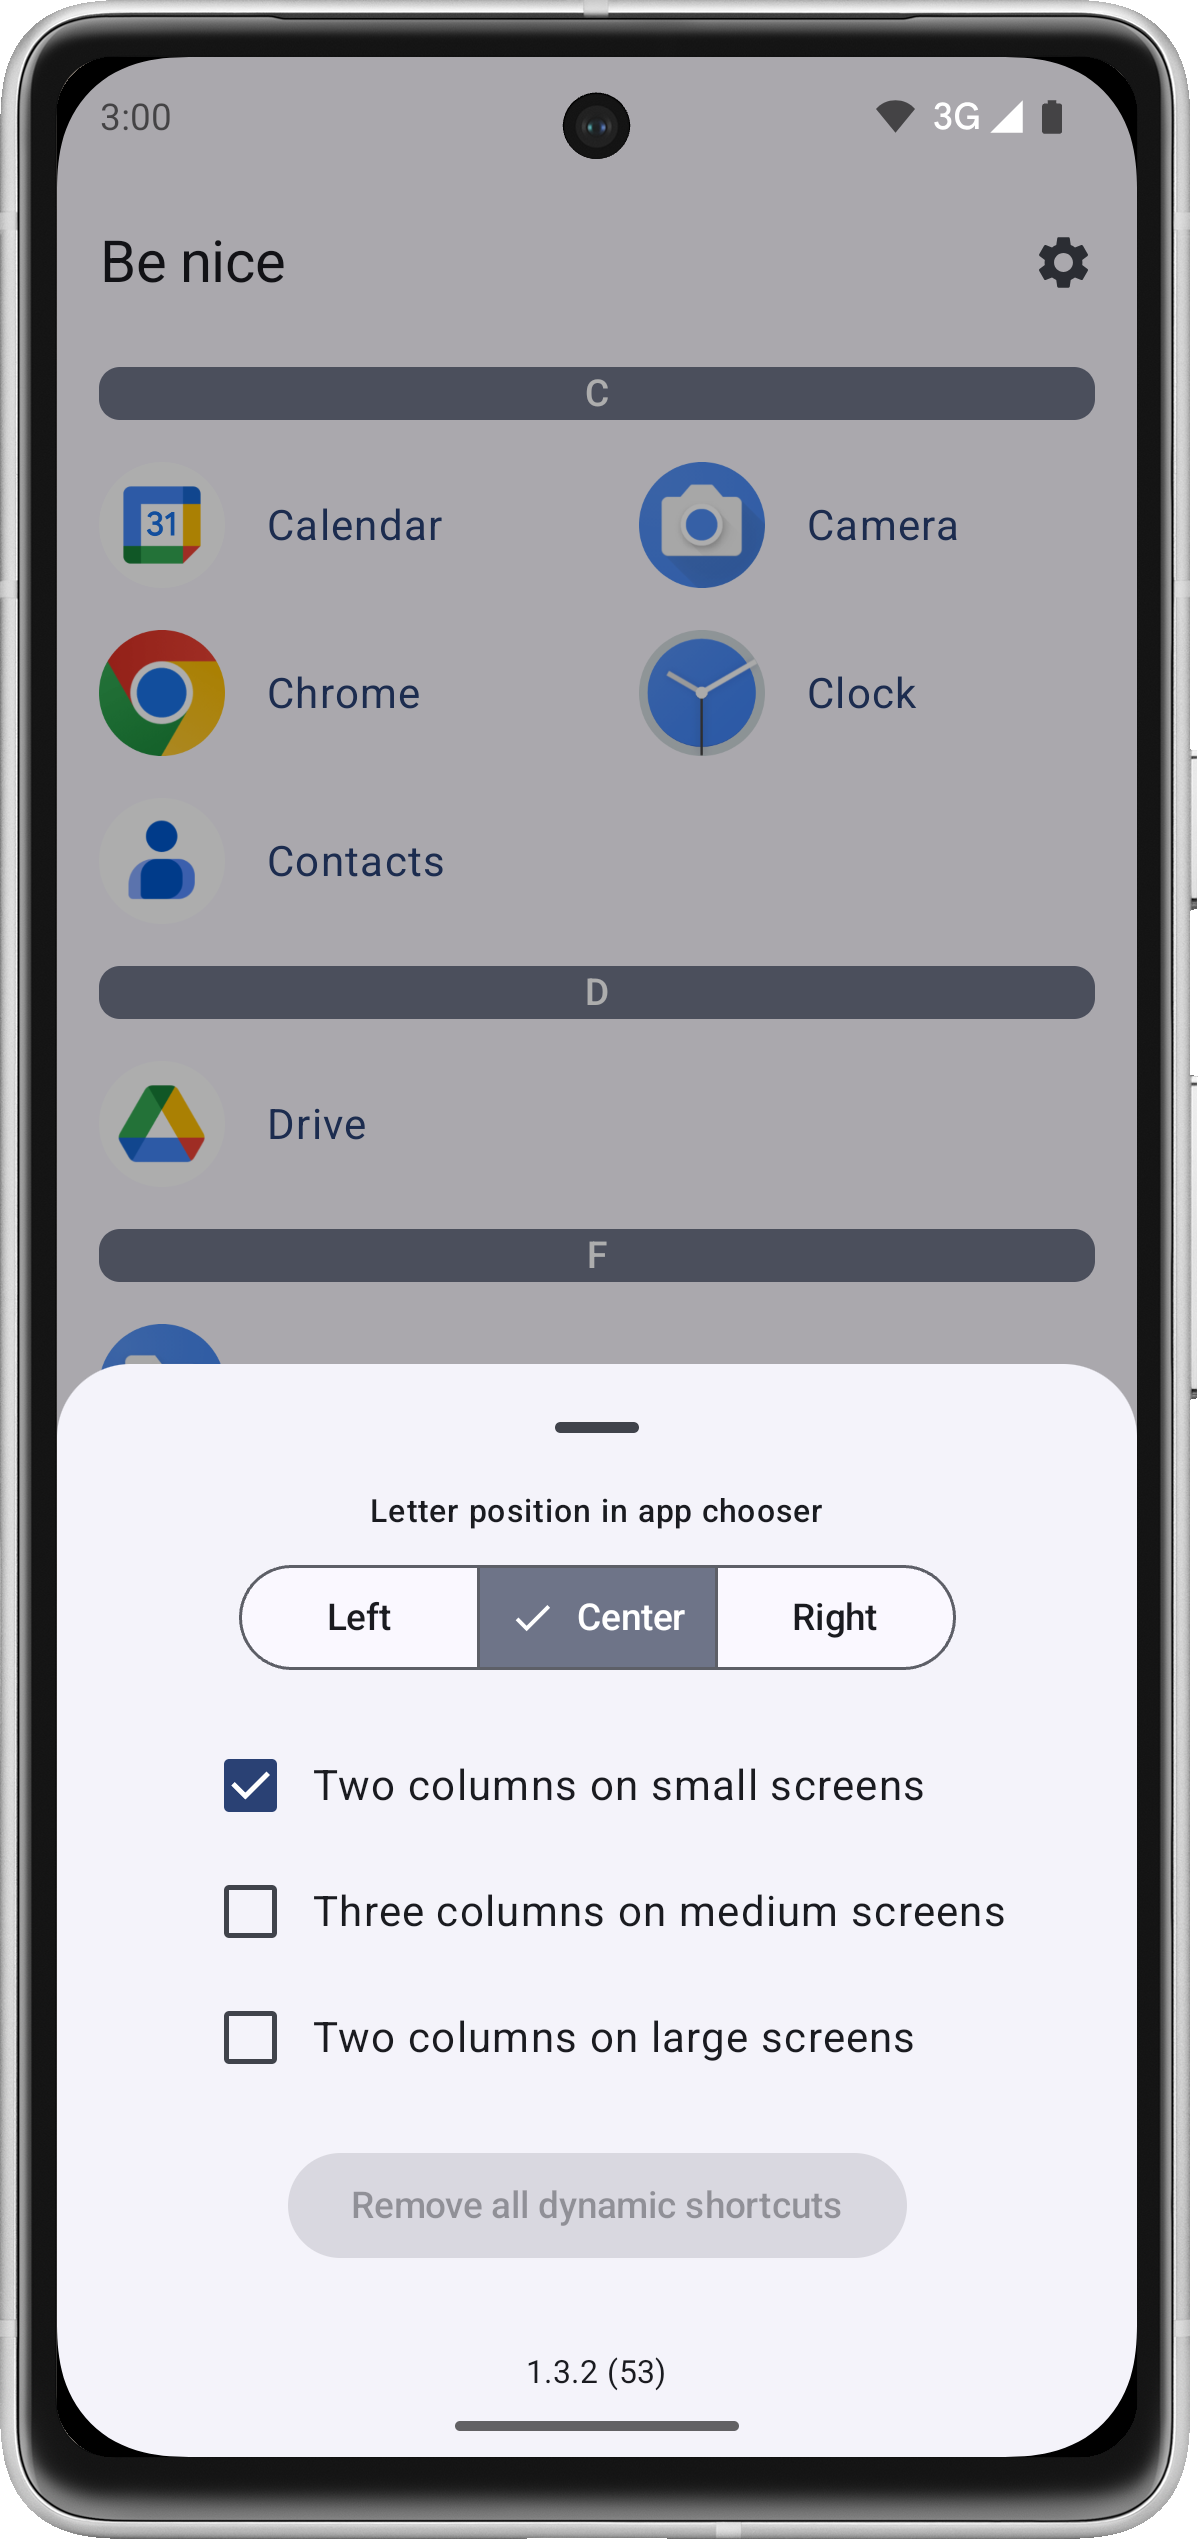 3:00 3G
Be nice
C
31 Calendar Camera
Chrome Clock
Contacts
D
Drive
F
Letter position in app chooser
Left Center Right
Two columns on small screens
Three columns on medium screens
Two columns on large screens
Remove all dynamic shortcuts
1.3.2 (53)